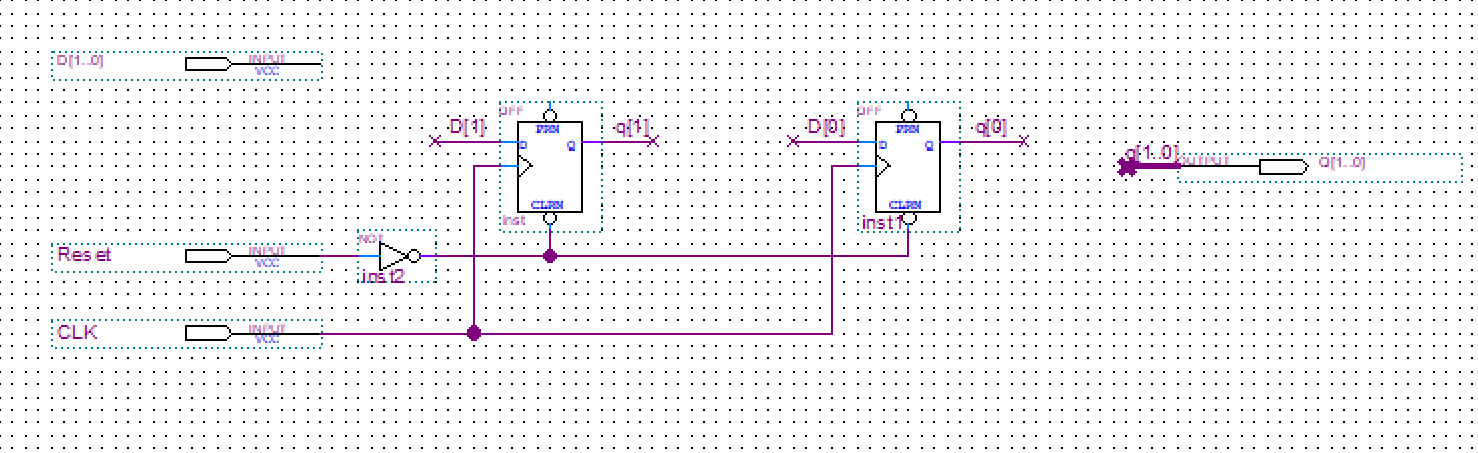 D[1..0] INPUT
VCC
DFF
D[1] PRN q[1]
D Q
CLRN
inst
DFF
D[0] PRN q[0]
D Q
CLRN
inst1
q[1..0] OUTPUT Q[1..0]
Reset INPUT
VCC
NOT
inst2
CLK INPUT
VCC